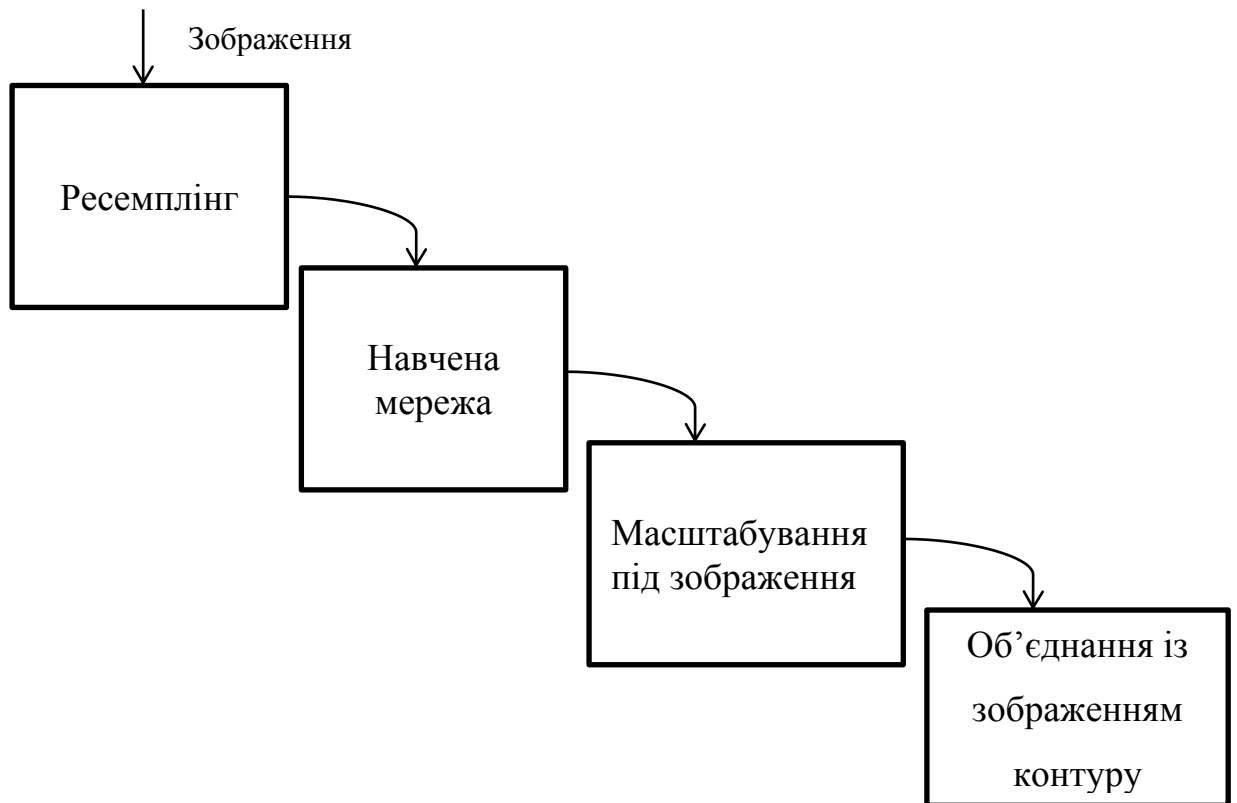 Зображення
Ресемплінг
Навчена
мережа
Масштабування
під зображення
Об’єднання із
зображенням
контуру